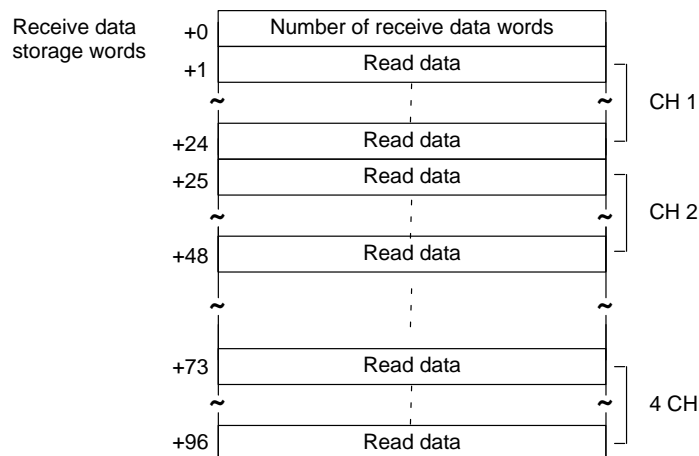 Receive data
storage words
+0 Number of receive data words
+1 Read data
CH 1
+24 Read data
+25 Read data
CH 2
+48 Read data
+73 Read data
4 CH
+96 Read data